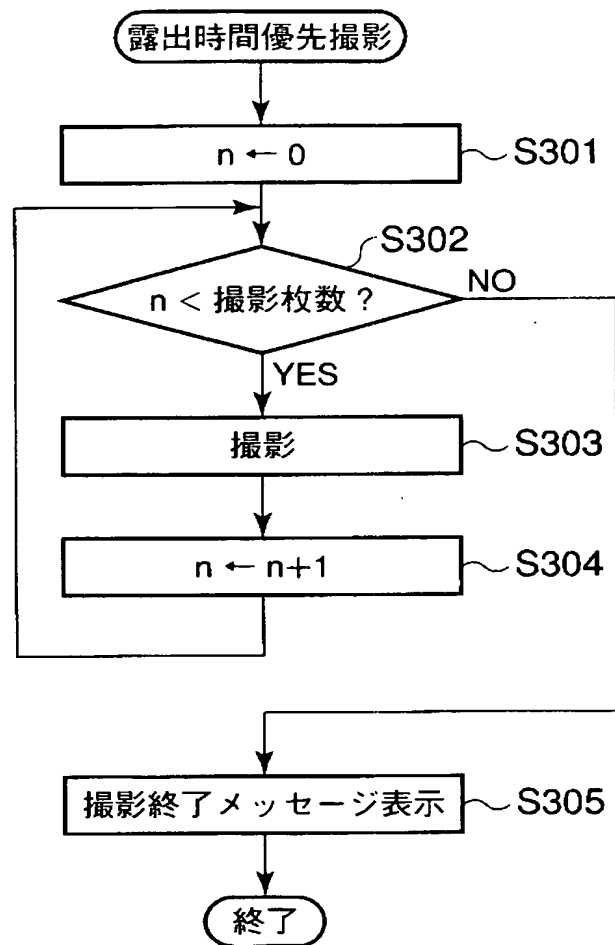 露出時間優先撮影
n ← 0
S301
S302
n < 撮影枚数 ?
NO
YES
撮影
S303
n ← n+1
S304
撮影終了メッセージ表示
S305
終了